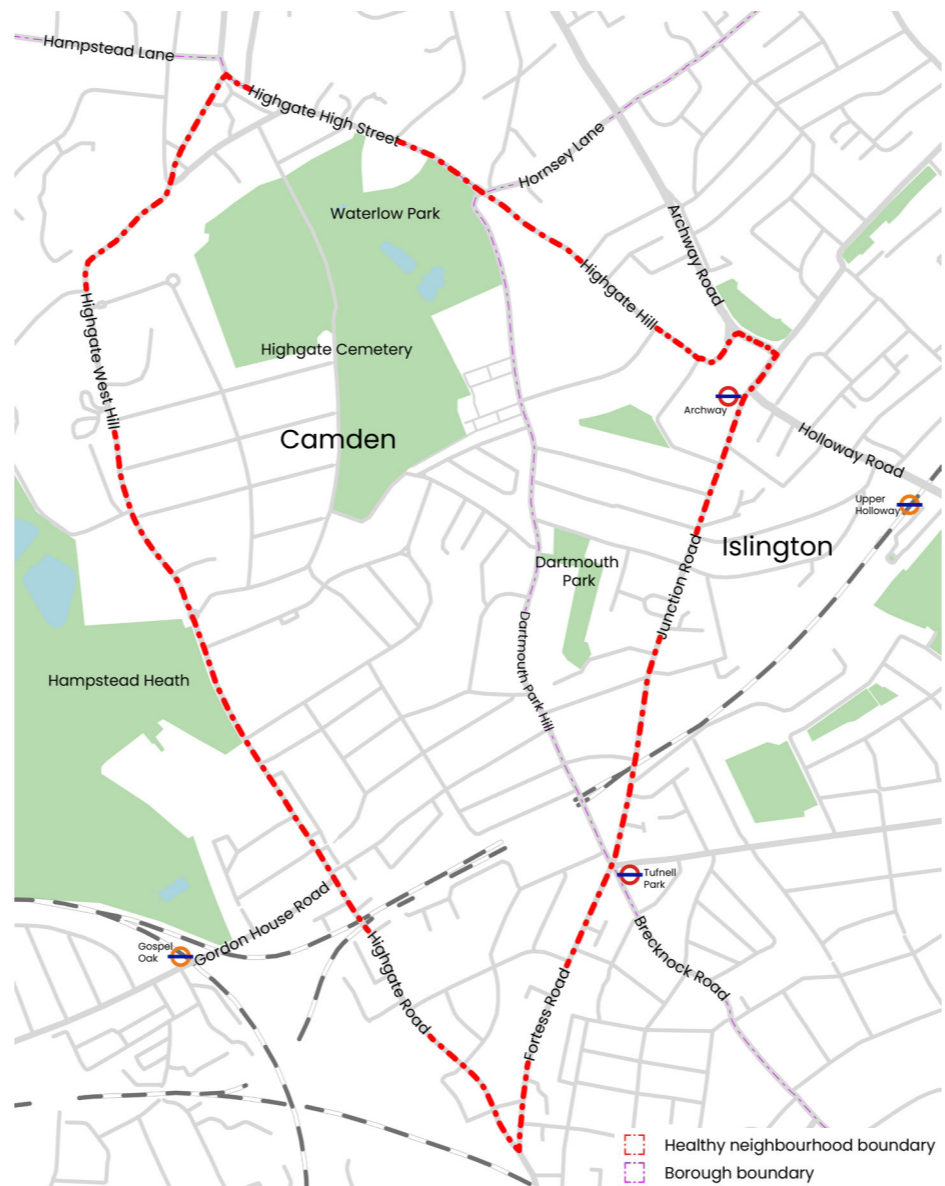 Hampstead Lane
Highgate High Street
Hornsey Lane
Waterlow Park
Archway Road
Highgate Hill
Highgate West Hill
Highgate Cemetery
Archway
Camden
Holloway Road
Upper
Holloway
Islington
Junction Road
Dartmouth
Park
Dartmouth Park Hill
Hampstead Heath
Tufnell
Park
Gordon House Road
Gospel
Oak
Highgate Road
Fortess Road
Brecknock Road
Healthy neighbourhood boundary
Borough boundary